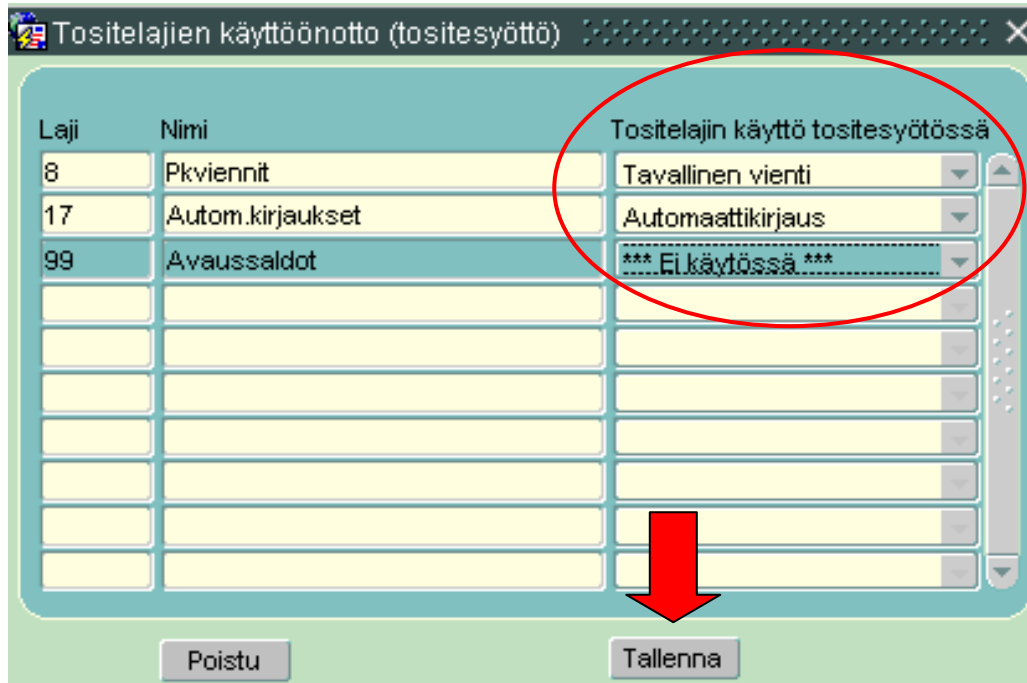 Tositelajien käyttöönotto (tositesyöttö)
Laji Nimi Tositelajin käyttö tositesyötössä
8 Pkviennit Tavallinen vienti
17 Autom.kirjaukset Automaattikirjaus
99 Avaussaldot *** Ei käytössä ***
Poistu Tallenna